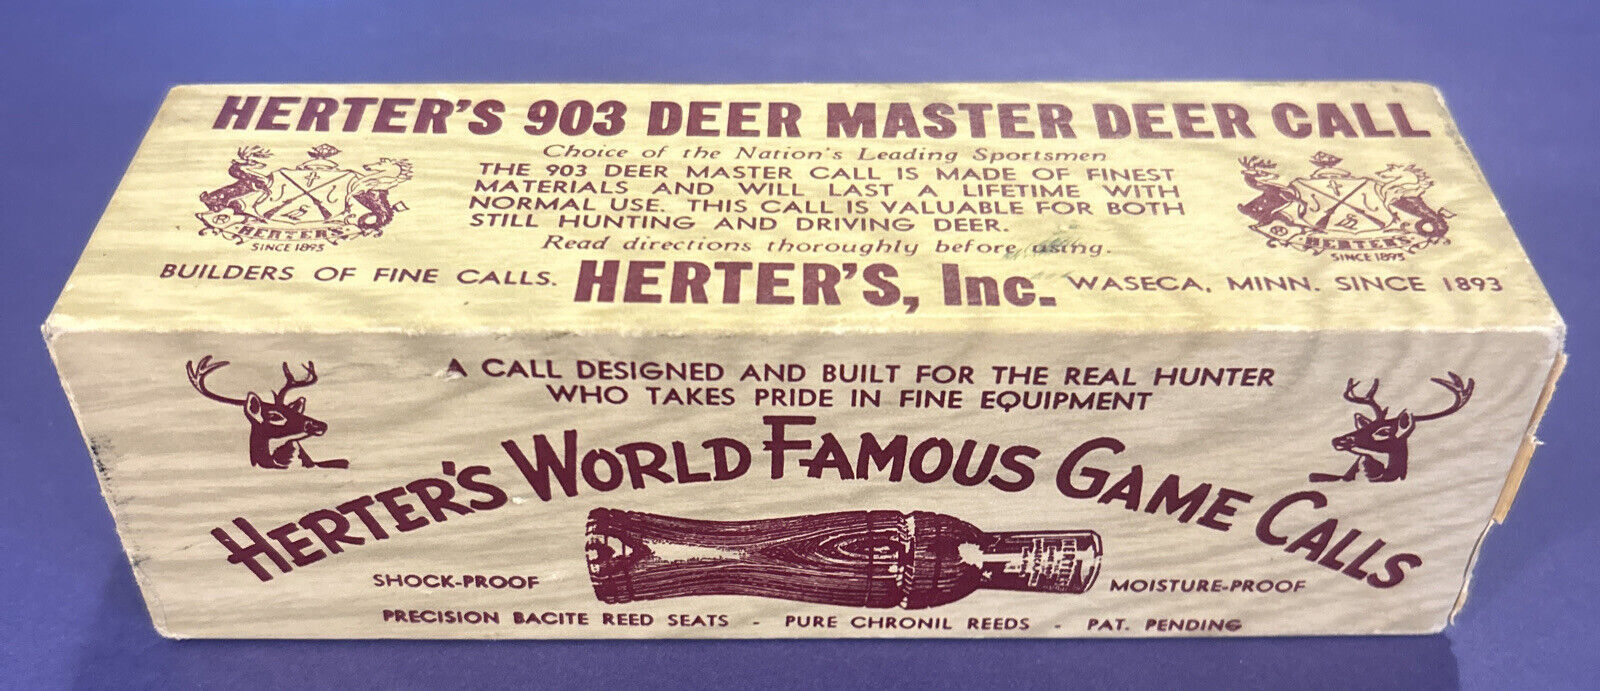 HERTER'S 903 DEER MASTER DEER CALL
Choice of the Nation's Leading Sportsmen
THE 903 DEER MASTER CALL IS MADE OF FINEST
MATERIALS AND WILL LAST A LIFETIME WITH
NORMAL USE. THIS CALL IS VALUABLE FOR BOTH
STILL HUNTING AND DRIVING DEER.
Read directions thoroughly before using.
® HERTER'S
SINCE 1893
® HERTER'S
SINCE 1893
BUILDERS OF FINE CALLS. HERTER'S, Inc. WASECA, MINN. SINCE 1893
A CALL DESIGNED AND BUILT FOR THE REAL HUNTER
WHO TAKES PRIDE IN FINE EQUIPMENT
HERTER'S WORLD FAMOUS GAME CALLS
SHOCK-PROOF
MOISTURE-PROOF
PRECISION BACITE REED SEATS - PURE CHRONIL REEDS - PAT. PENDING